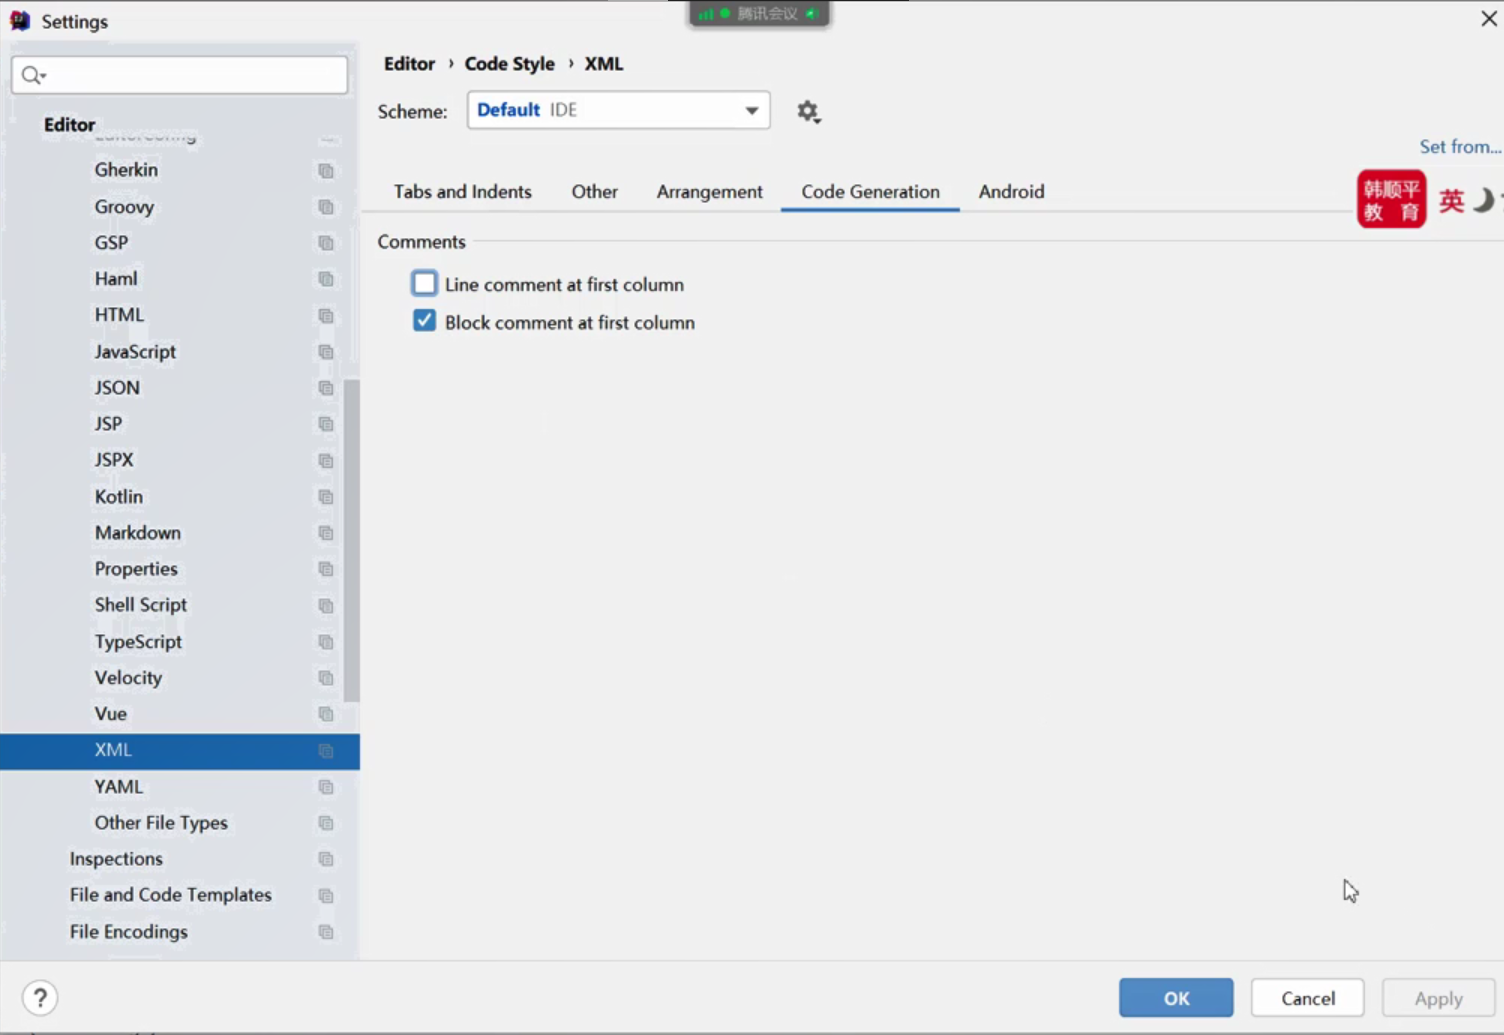 腾讯会议
Settings
Editor
Gherkin
Groovy
GSP
Haml
HTML
JavaScript
JSON
JSP
JSPX
Kotlin
Markdown
Properties
Shell Script
TypeScript
Velocity
Vue
XML
YAML
Other File Types
Inspections
File and Code Templates
File Encodings
Editor › Code Style › XML
Scheme: Default IDE
Set from...
Tabs and Indents Other Arrangement Code Generation Android
韩顺平
教育
英
Comments
Line comment at first column
Block comment at first column
?
OK Cancel Apply